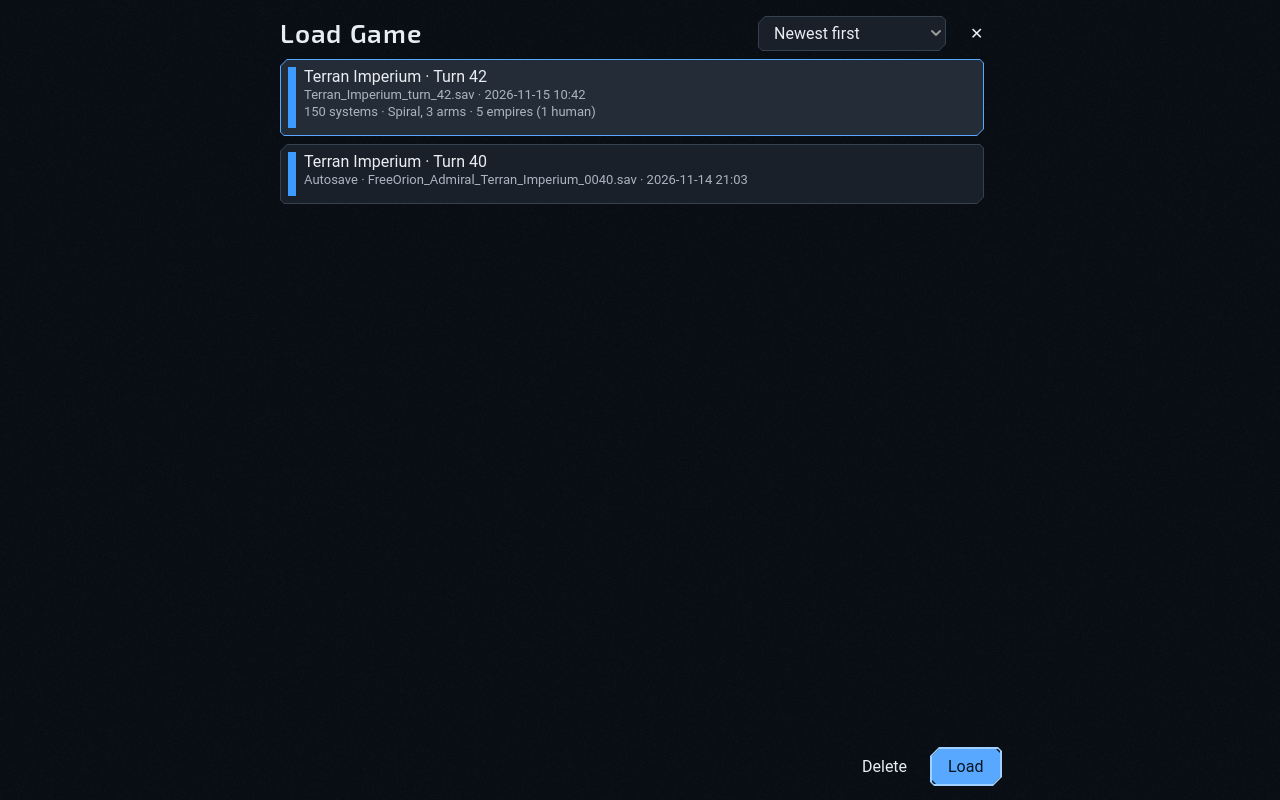 Load Game
Newest first
×
Terran Imperium · Turn 42
Terran_Imperium_turn_42.sav · 2026-11-15 10:42
150 systems · Spiral, 3 arms · 5 empires (1 human)
Terran Imperium · Turn 40
Autosave · FreeOrion_Admiral_Terran_Imperium_0040.sav · 2026-11-14 21:03
Delete
Load